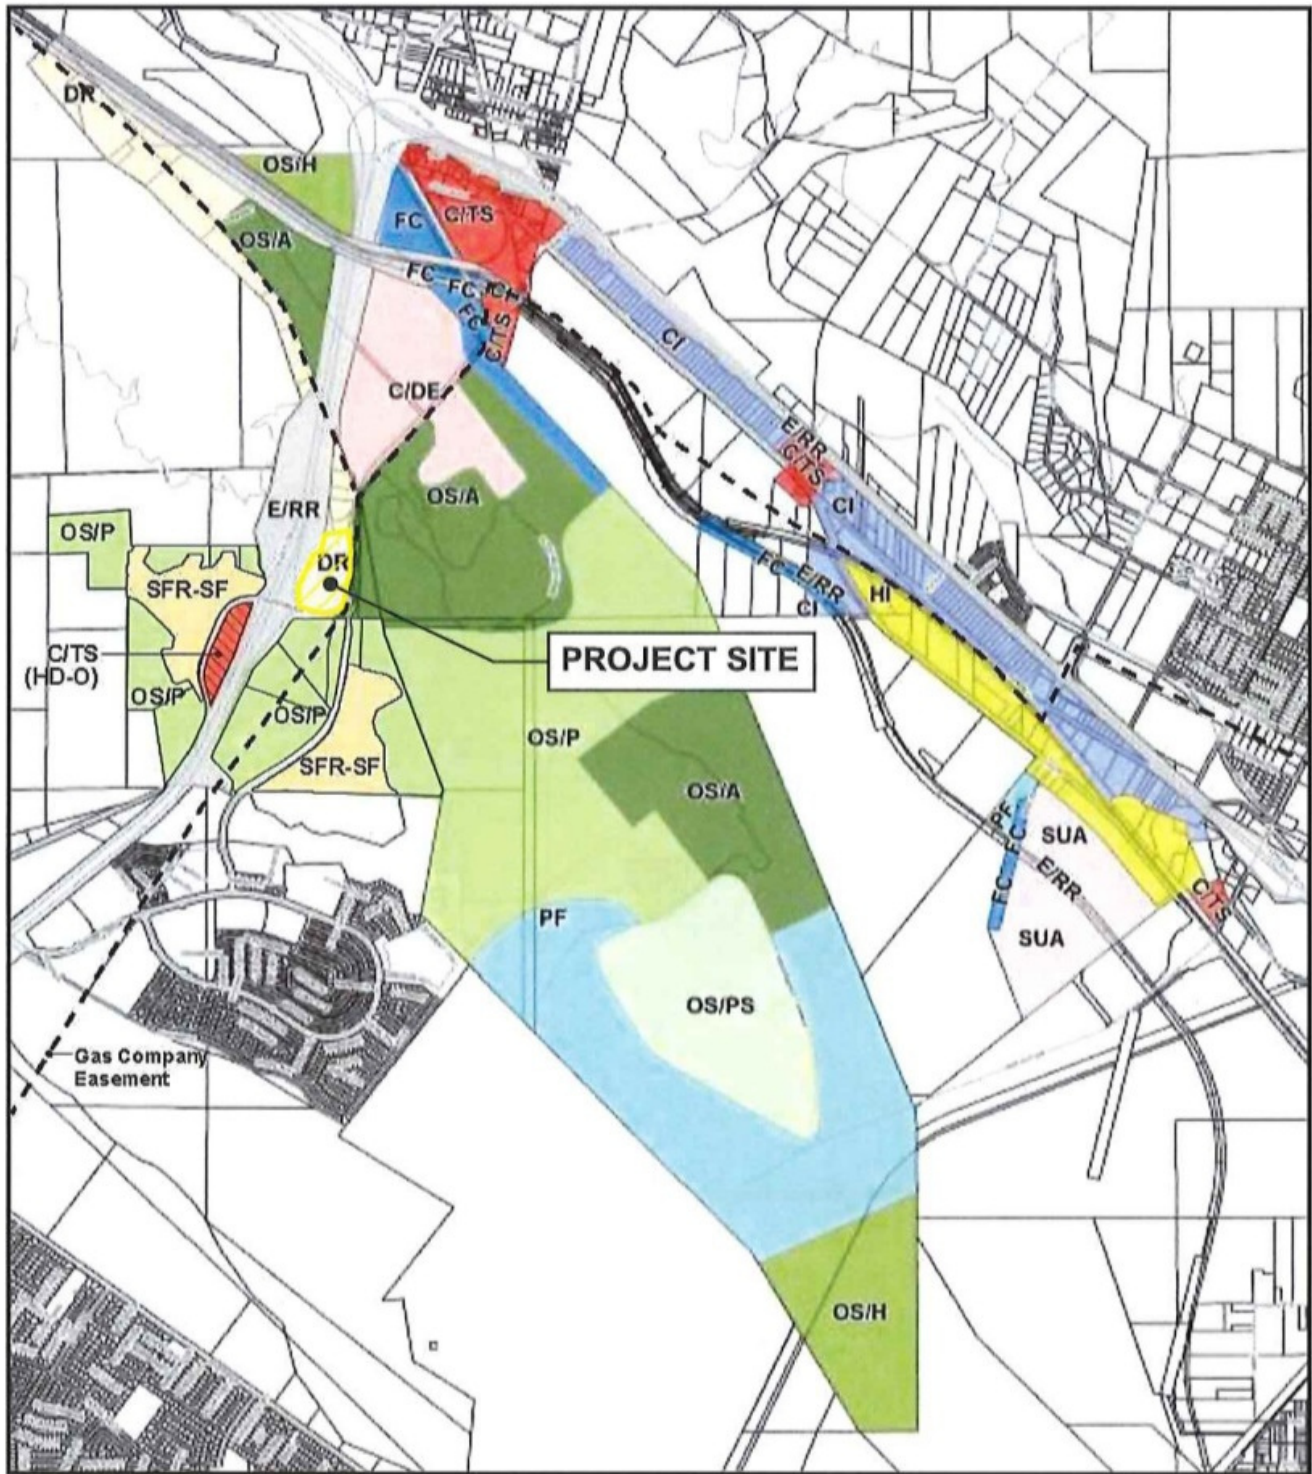 DR
OS/H
OS/A
FC
C/TS
FC
FC
FC
C/TS
CI
C/DE
E/RR
C/TS
OS/A
CI
E/RR
OS/P
DR
SFR-SF
FC
E/RR
CI
HI
PROJECT SITE
C/TS
(HD-O)
OS/P
OS/P
SFR-SF
OS/P
OS/A
PF
FC
FC
SUA
E/RR
C/TS
SUA
PF
OS/PS
Gas Company
Easement
OS/H